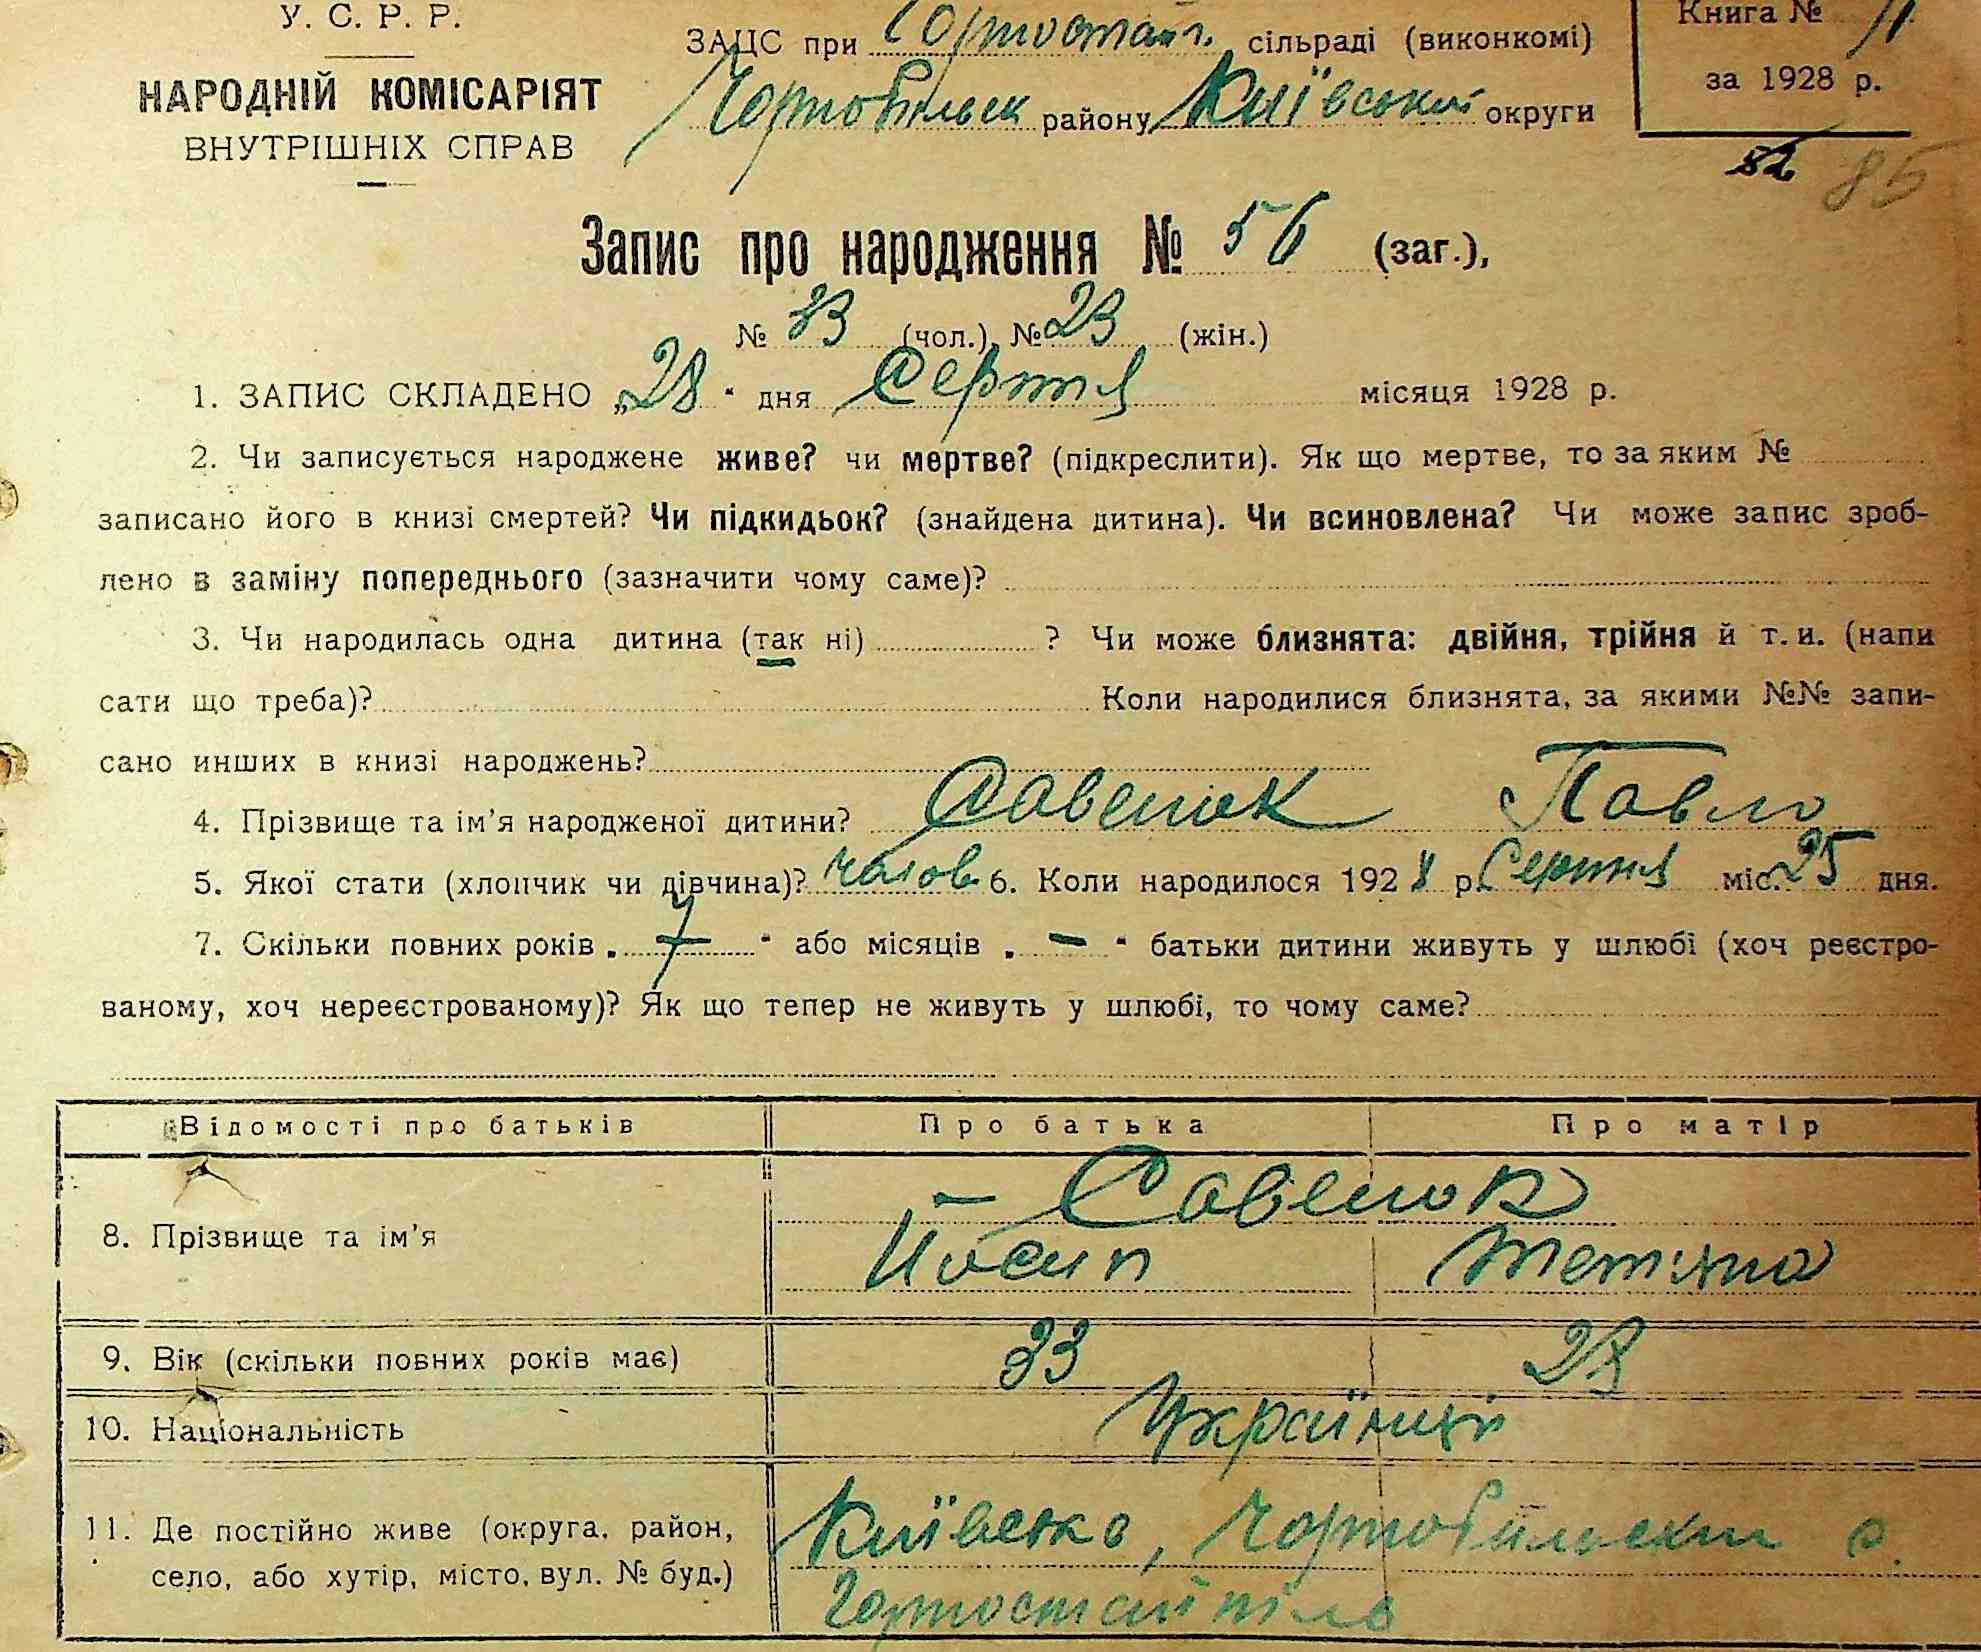 У. С. Р. Р.
НАРОДНІЙ КОМІСАРІЯТ
ВНУТРІШНІХ СПРАВ
ЗАЦС при Горностайп. сільраді (виконкомі)
Чорнобильськ району Київської округи
Книга №
за 1928 р.
52 85
Запис про народження № 56 (заг.),
№ 33 (чол.), № 23 (жін.)
1. ЗАПИС СКЛАДЕНО „28“ дня Серпня місяця 1928 р.
2. Чи записується народжене живе? чи мертве? (підкреслити). Як що мертве, то за яким №
записано його в книзі смертей? Чи підкидьок? (знайдена дитина). Чи всиновлена? Чи може запис зроб-
лено в заміну попереднього (зазначити чому саме)?
3. Чи народилась одна дитина (так ні) ? Чи може близнята: двійня, трійня й т. и. (напи
сати що треба)? Коли народилися близнята, за якими №№ запи-
сано инших в книзі народжень?
4. Прізвище та ім’я народженої дитини? Савенок Павло
5. Якої стати (хлопчик чи дівчина)? чолов. 6. Коли народилося 1928 р. Серпня міс. 25 дня.
7. Скільки повних років „ 7 “ або місяців „ — “ батьки дитини живуть у шлюбі (хоч реєстро-
ваному, хоч нереєстрованому)? Як що тепер не живуть у шлюбі, то чому саме?
Відомості про батьків Про батька Про матір
8. Прізвище та ім’я Савенок
Йосип Тетяна
9. Вік (скільки повних років має) 33 28
10. Національність Українці
11. Де постійно живе (округа, район,
село, або хутір, місто, вул. № буд.)
Київська, Чорнобильськи с.
Горностайпіль